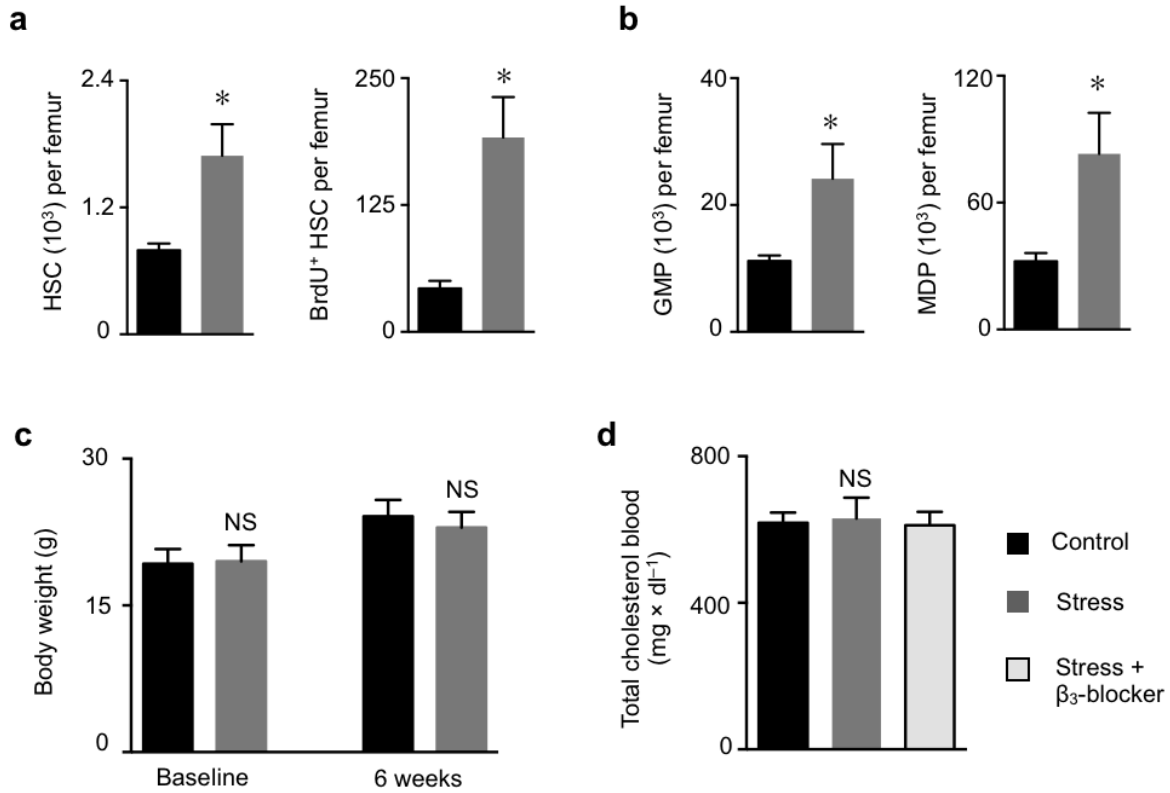 a
HSC (10³) per femur
2.4
1.2
0
*
BrdU⁺ HSC per femur
250
125
0
*
b
GMP (10³) per femur
40
20
0
*
MDP (10³) per femur
120
60
0
*
c
Body weight (g)
30
15
0
NS
NS
Baseline
6 weeks
d
Total cholesterol blood
(mg × dl⁻¹)
800
400
0
NS
Control
Stress
Stress +
β₃-blocker